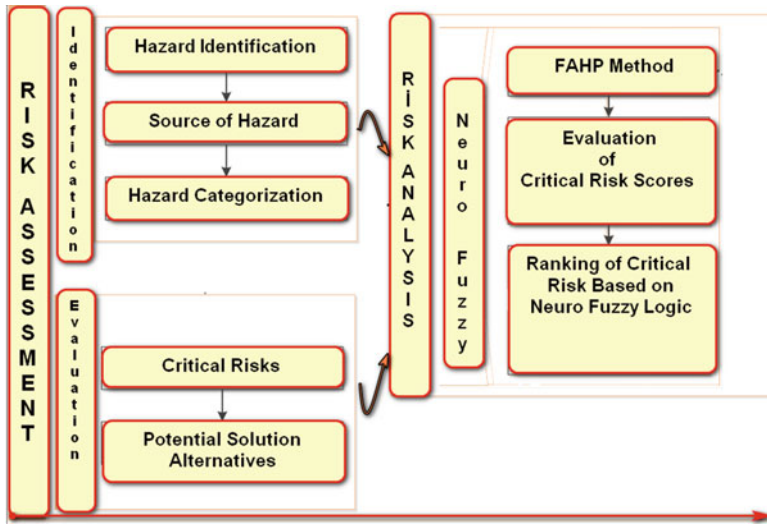 RISK ASSESSMENT
Identification
Hazard Identification
Source of Hazard
Hazard Categorization
Evaluation
Critical Risks
Potential Solution
Alternatives
RİSK ANALYSIS
Neuro Fuzzy
FAHP Method
Evaluation
of
Critical Risk Scores
Ranking of Critical
Risk Based on
Neuro Fuzzy Logic